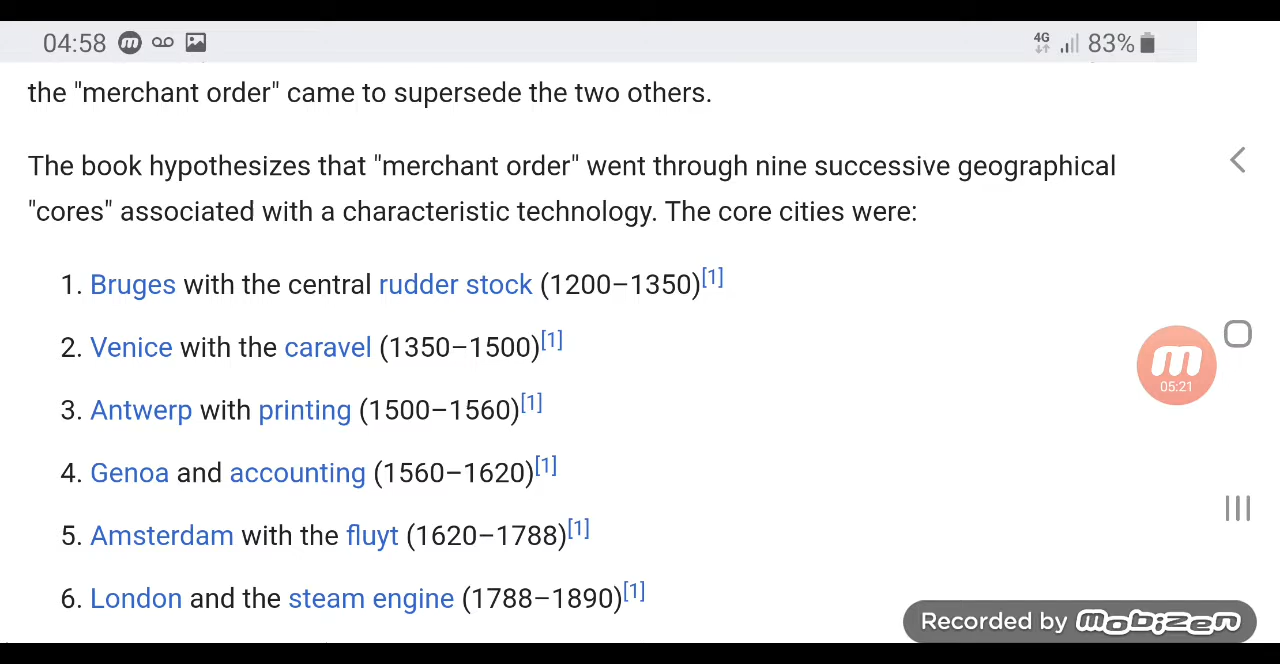 04:58 m 4G 83%
the "merchant order" came to supersede the two others.
The book hypothesizes that "merchant order" went through nine successive geographical
"cores" associated with a characteristic technology. The core cities were:
1. Bruges with the central rudder stock (1200–1350)[1]
2. Venice with the caravel (1350–1500)[1]
3. Antwerp with printing (1500–1560)[1]
4. Genoa and accounting (1560–1620)[1]
5. Amsterdam with the fluyt (1620–1788)[1]
6. London and the steam engine (1788–1890)[1]
m
05:21
Recorded by mobizen